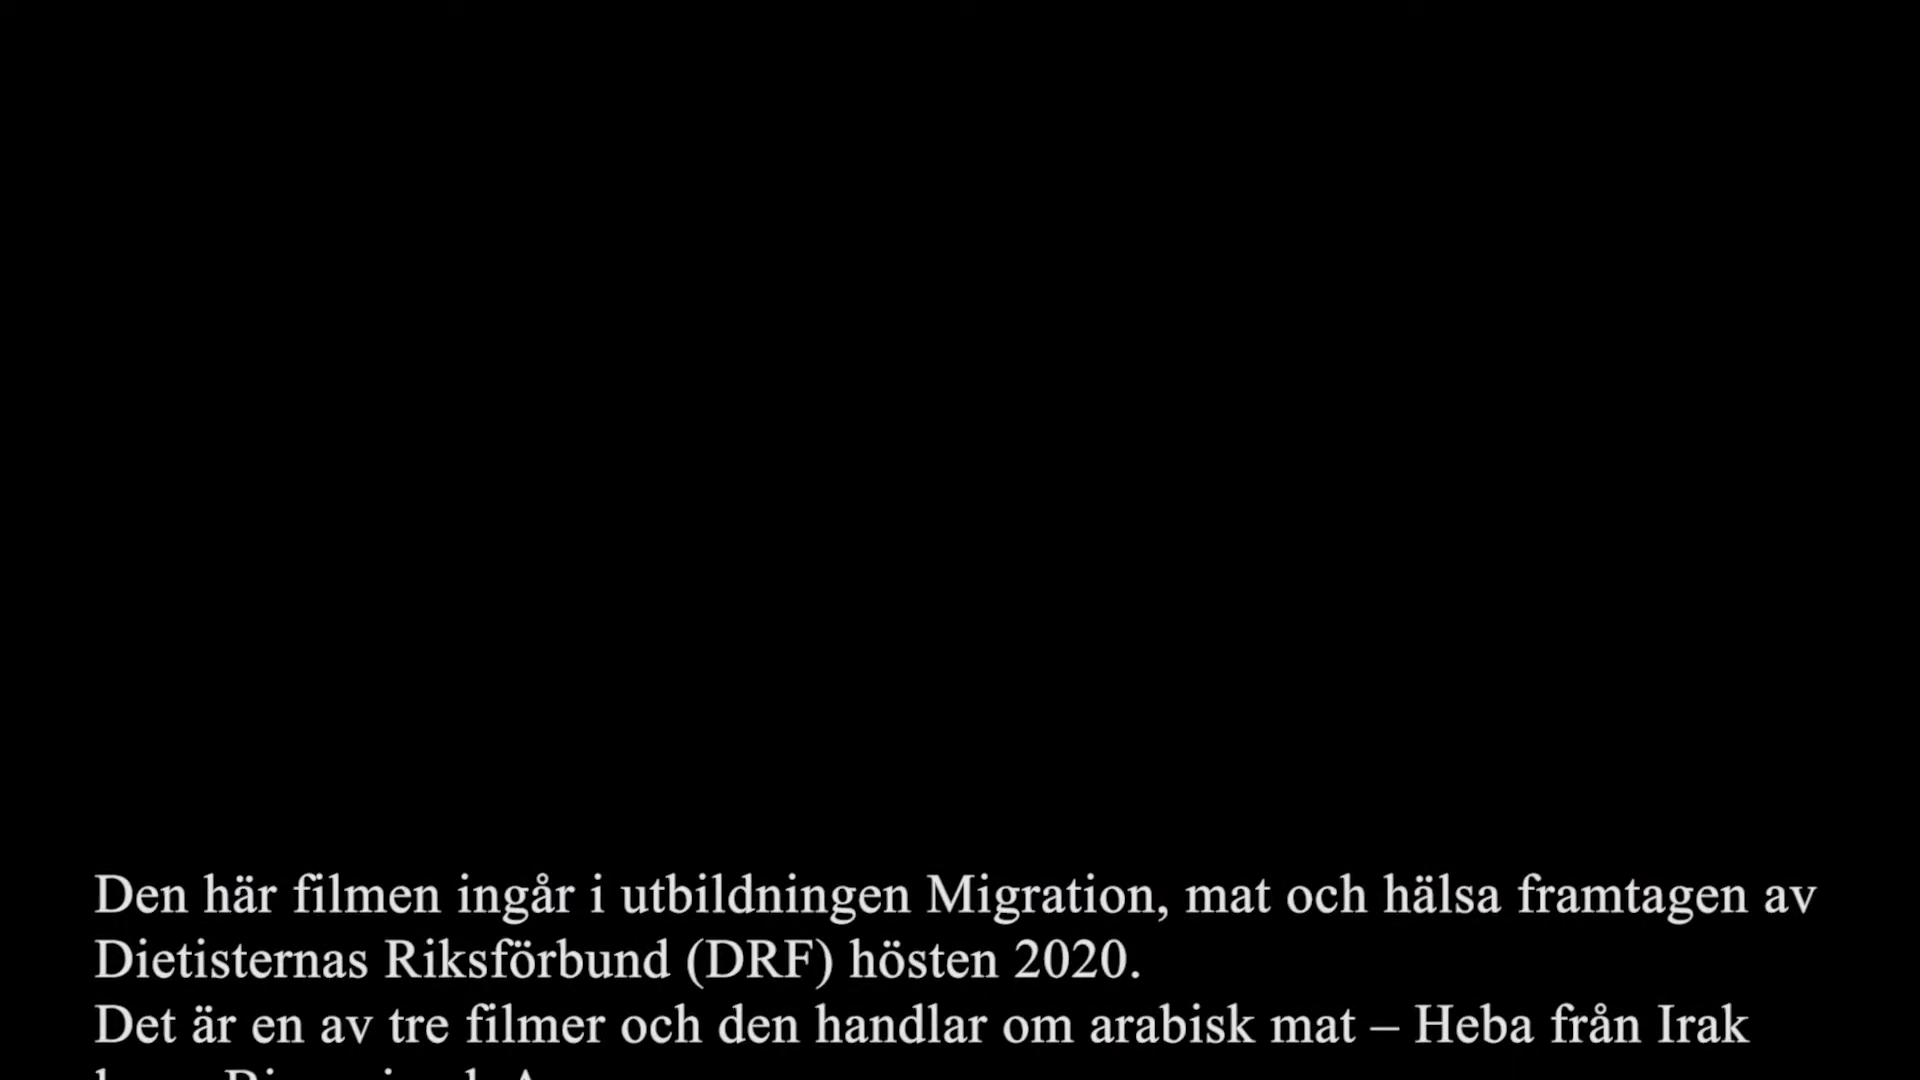 Den här filmen ingår i utbildningen Migration, mat och hälsa framtagen av
Dietisternas Riksförbund (DRF) hösten 2020.
Det är en av tre filmer och den handlar om arabisk mat – Heba från Irak